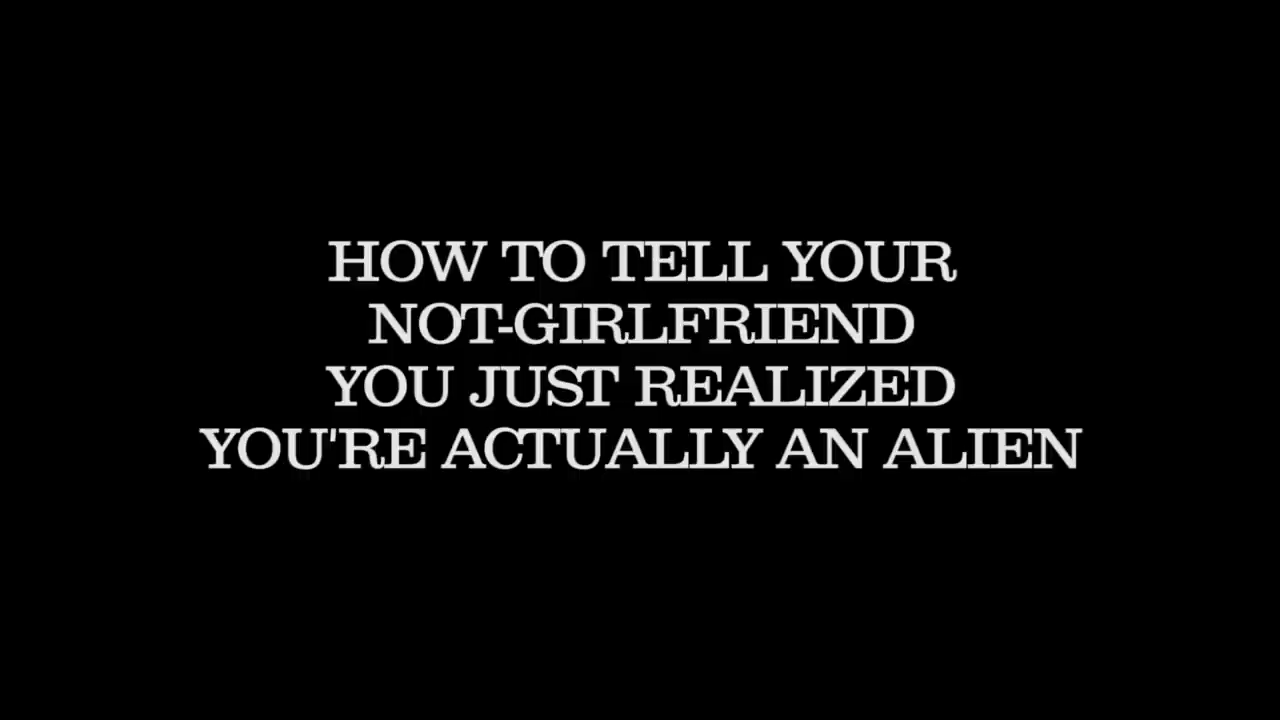 HOW TO TELL YOUR
NOT-GIRLFRIEND
YOU JUST REALIZED
YOU'RE ACTUALLY AN ALIEN